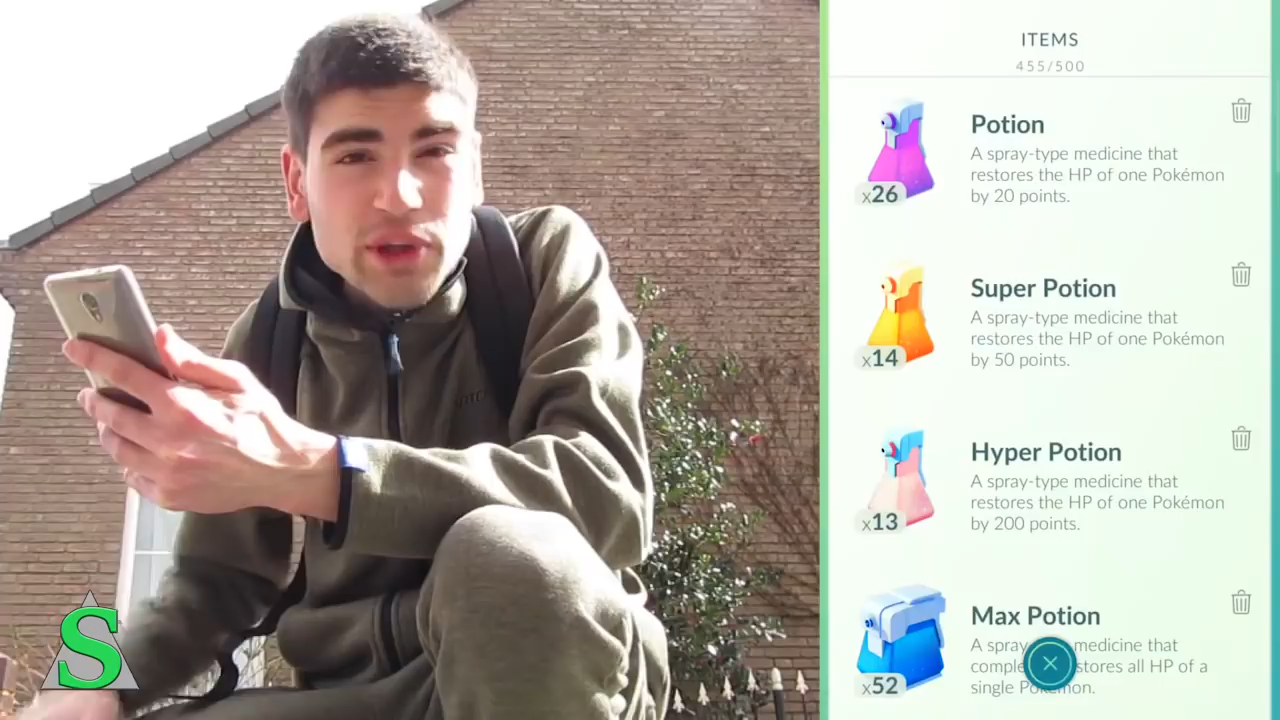 ITEMS
455/500
Potion
A spray-type medicine that
restores the HP of one Pokémon
by 20 points.
x26
Super Potion
A spray-type medicine that
restores the HP of one Pokémon
by 50 points.
x14
Hyper Potion
A spray-type medicine that
restores the HP of one Pokémon
by 200 points.
x13
Max Potion
A spray medicine that
comple stores all HP of a
single Pokémon.
x52
S